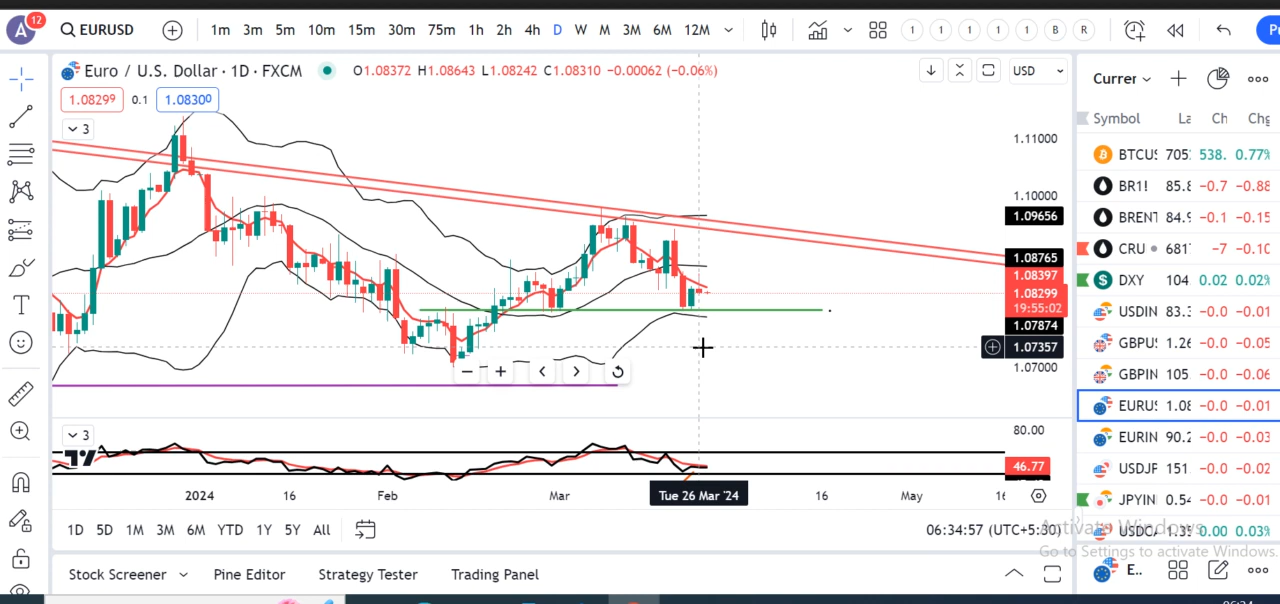 A 12 EURUSD 1m 3m 5m 10m 15m 30m 75m 1h 2h 4h D W M 3M 6M 12M 1 1 1 1 1 B R
Euro / U.S. Dollar · 1D · FXCM O1.08372 H1.08643 L1.08242 C1.08310 −0.00062 (−0.06%) USD
1.08299 0.1 1.08300
3
1.11000
1.10000
1.09656
1.08765
1.08397
1.08299
19:55:02
1.07874
1.07357
1.07000
3
80.00
46.77
2024 16 Feb Mar Tue 26 Mar '24 16 May 16
1D 5D 1M 3M 6M YTD 1Y 5Y All 06:34:57 (UTC+5:30)
Stock Screener Pine Editor Strategy Tester Trading Panel
Currer
Symbol La Ch Chg
BTCUS 705 538. 0.77%
BR1! 85.8 −0.7 −0.88
BRENT 84.9 −0.1 −0.15
CRU 681 −7 −0.10
DXY 104 0.02 0.02%
USDIN 83.3 −0.0 −0.01
GBPUS 1.26 −0.0 −0.05
GBPIN 105. −0.0 −0.06
EURUS 1.08 −0.0 −0.01
EURIN 90.2 −0.0 −0.03
USDJP 151 −0.0 −0.02
JPYIN 0.54 −0.0 −0.01
USDCA 1.35 0.00 0.03%
Activate Windows
Go to Settings to activate Windows.
E..